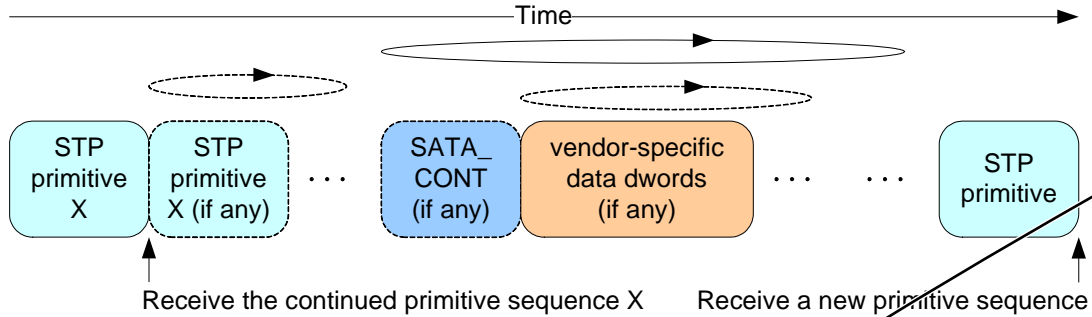 Time
STP
primitive
X
STP
primitive
X (if any)
· · ·
SATA_
CONT
(if any)
vendor-specific
data dwords
(if any)
· · ·
· · ·
STP
primitive
Receive the continued primitive sequence X
Receive a new primitive sequence